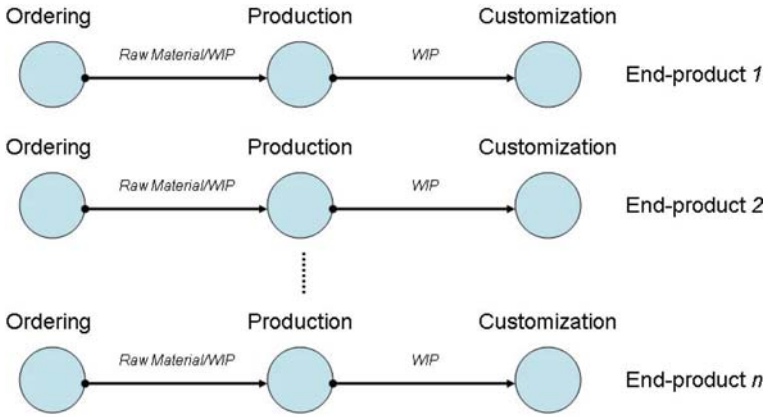 Ordering Production Customization
Raw Material/WIP WIP
End-product 1
Ordering Production Customization
Raw Material/WIP WIP
End-product 2
Ordering Production Customization
Raw Material/WIP WIP
End-product n